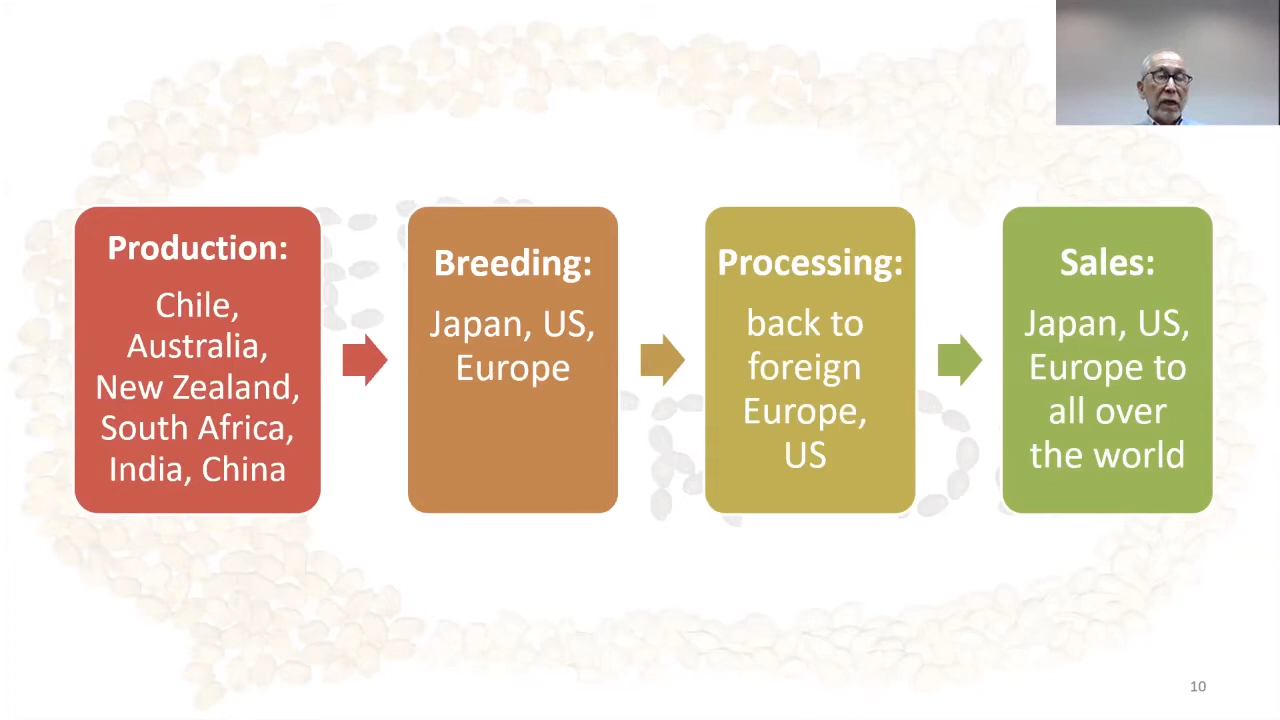 Production:
Chile,
Australia,
New Zealand,
South Africa,
India, China
Breeding:
Japan, US,
Europe
Processing:
back to
foreign
Europe,
US
Sales:
Japan, US,
Europe to
all over
the world
10